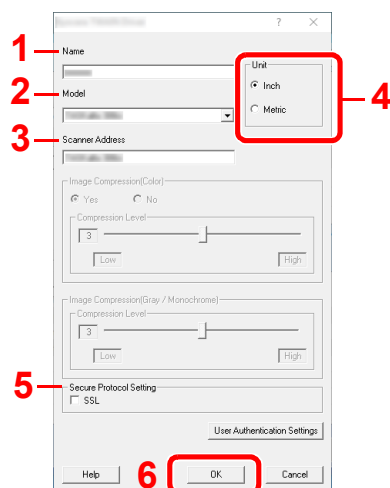 ? ×
1 Name
Unit
Inch
4
2 Model
Metric
3 Scanner Address
Image Compression(Color)
Yes No
Compression Level
3
Low High
Image Compression(Gray / Monochrome)
Compression Level
3
Low High
5 Secure Protocol Setting
SSL
User Authentication Settings
Help 6 OK Cancel